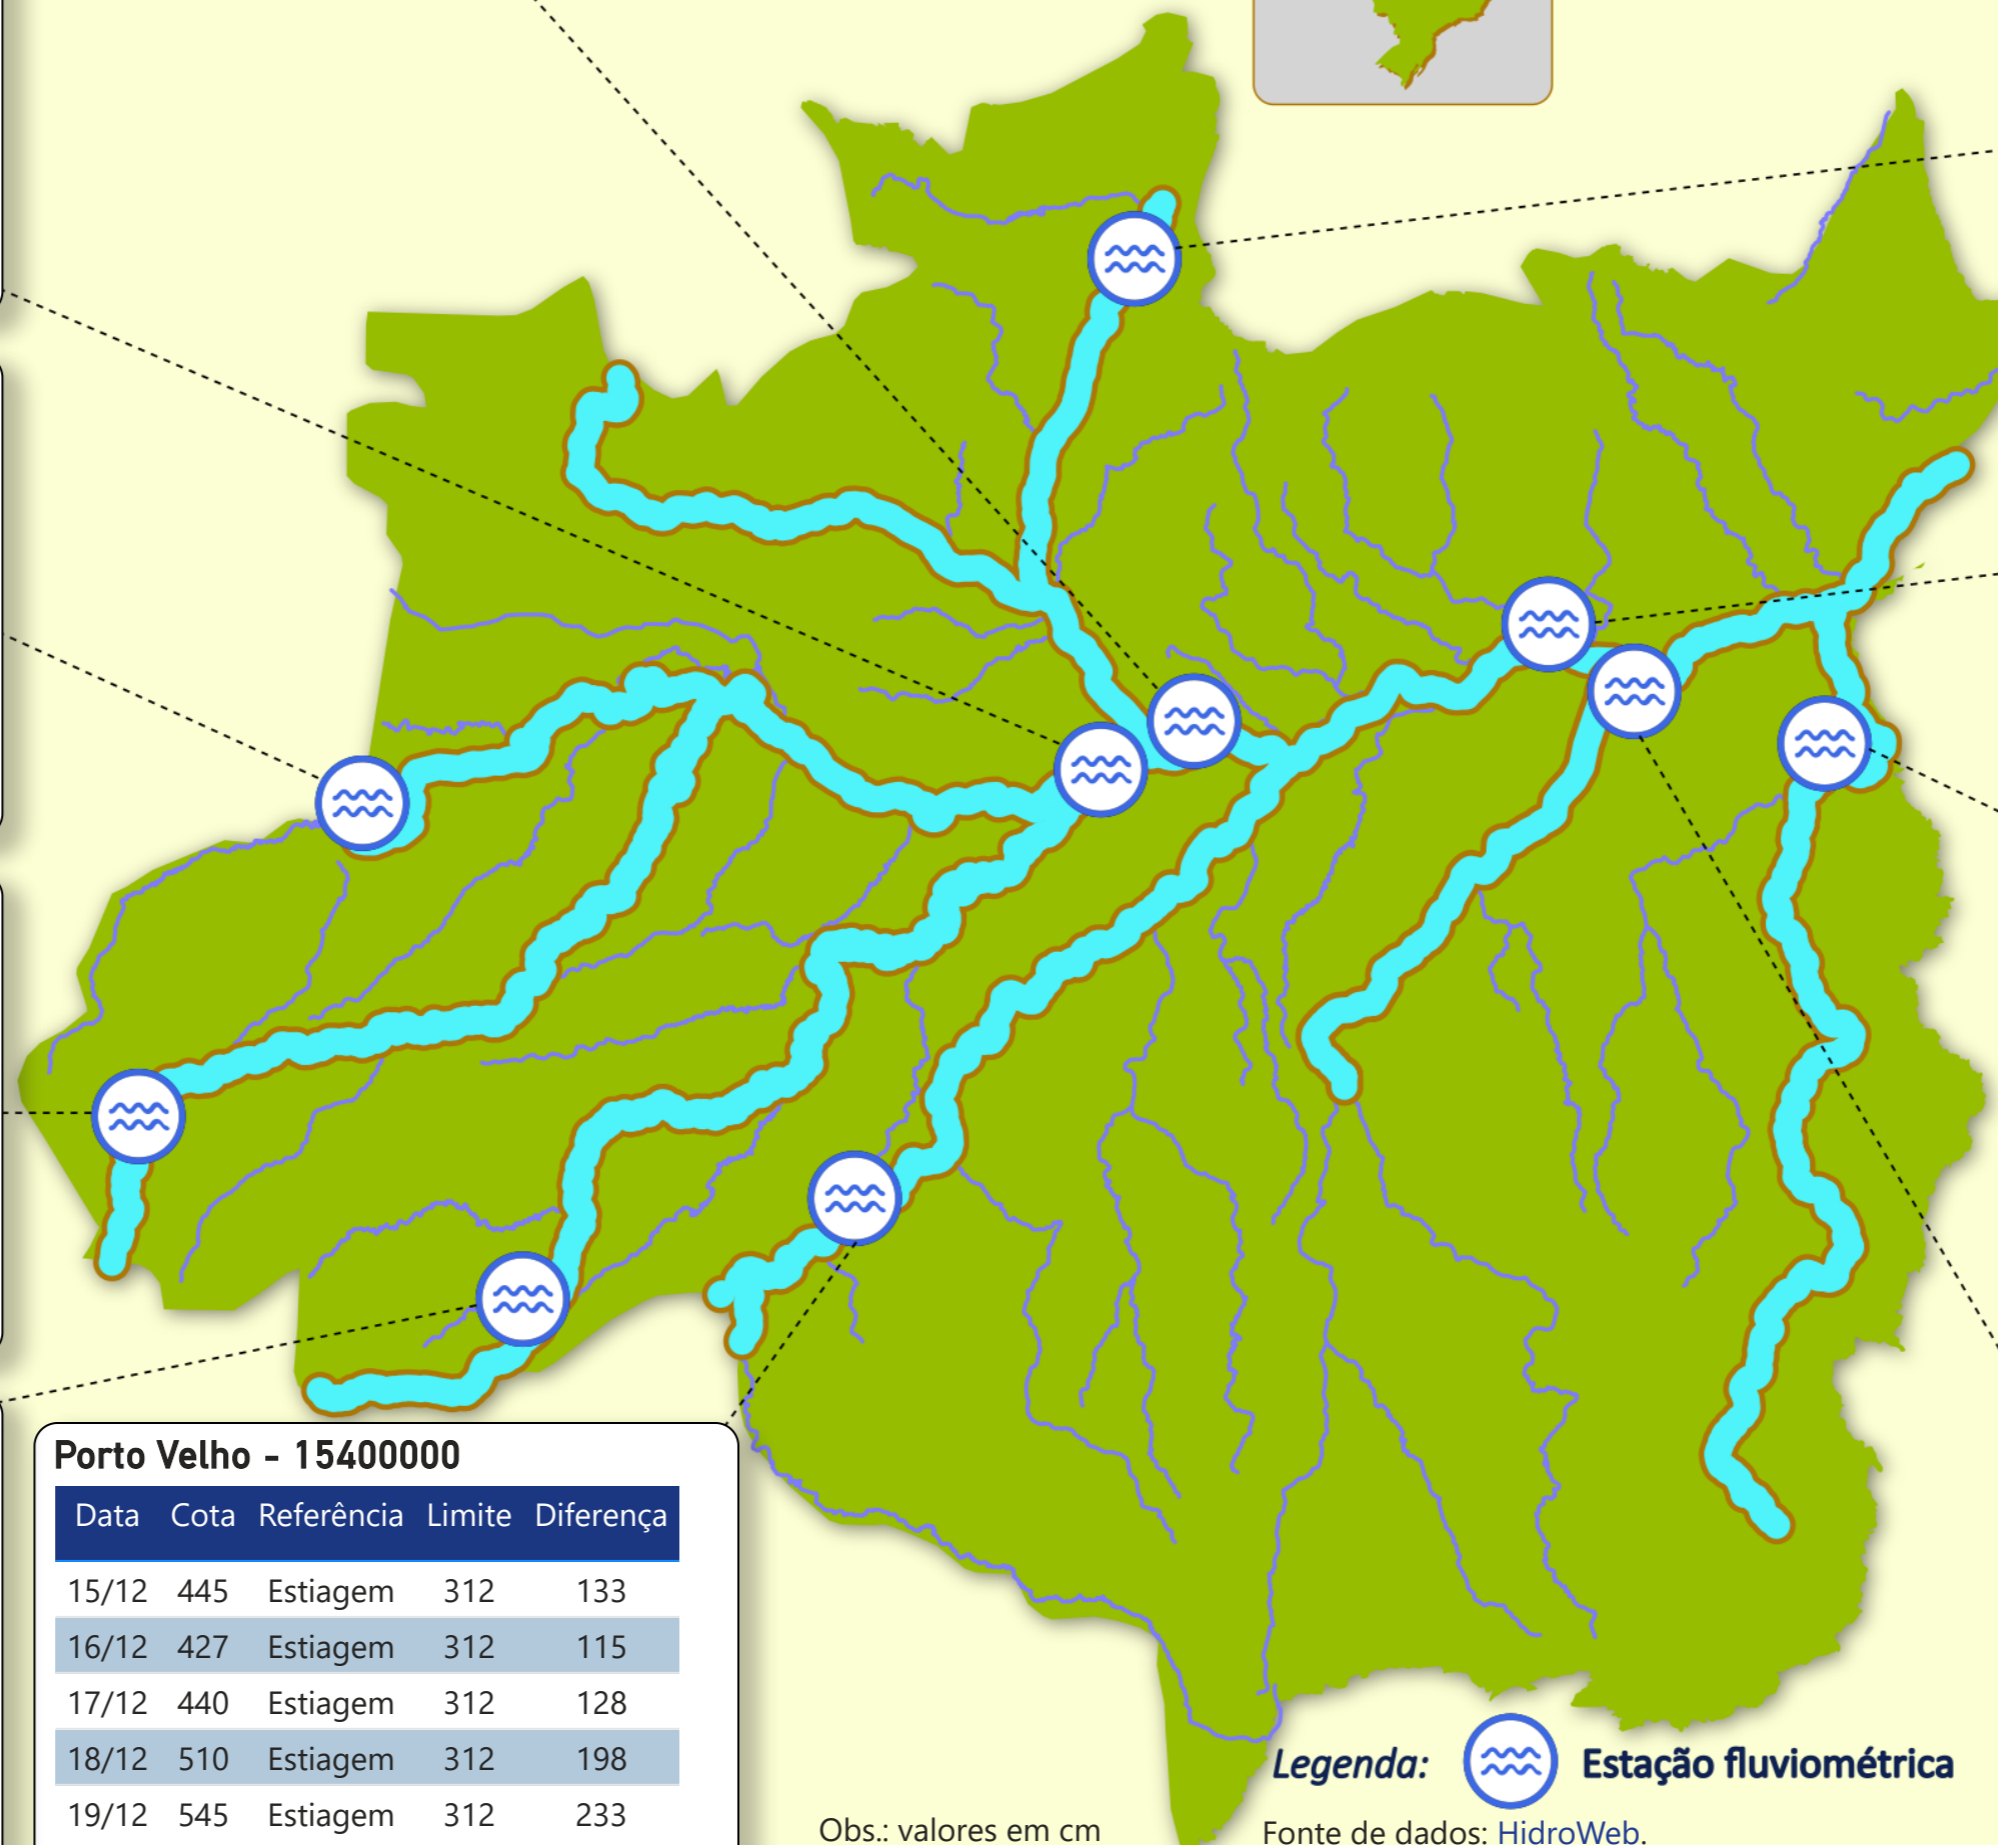 Porto Velho - 15400000
Data Cota Referência Limite Diferença
15/12 445 Estiagem 312 133
16/12 427 Estiagem 312 115
17/12 440 Estiagem 312 128
18/12 510 Estiagem 312 198
19/12 545 Estiagem 312 233
Legenda: Estação fluviométrica
Obs.: valores em cm
Fonte de dados: HidroWeb.